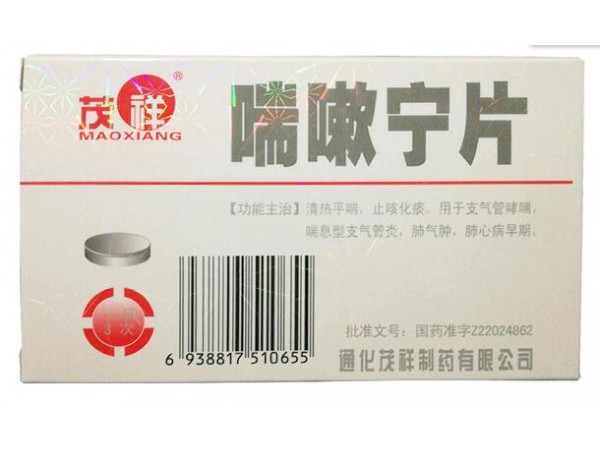 茂祥®
MAOXIANG
喘嗽宁片
【功能主治】清热平喘，止咳化痰。用于支气管哮喘，
喘息型支气管炎，肺气肿，肺心病早期。
3次
批准文号：国药准字Z22024862
6 938817 510655
通化茂祥制药有限公司